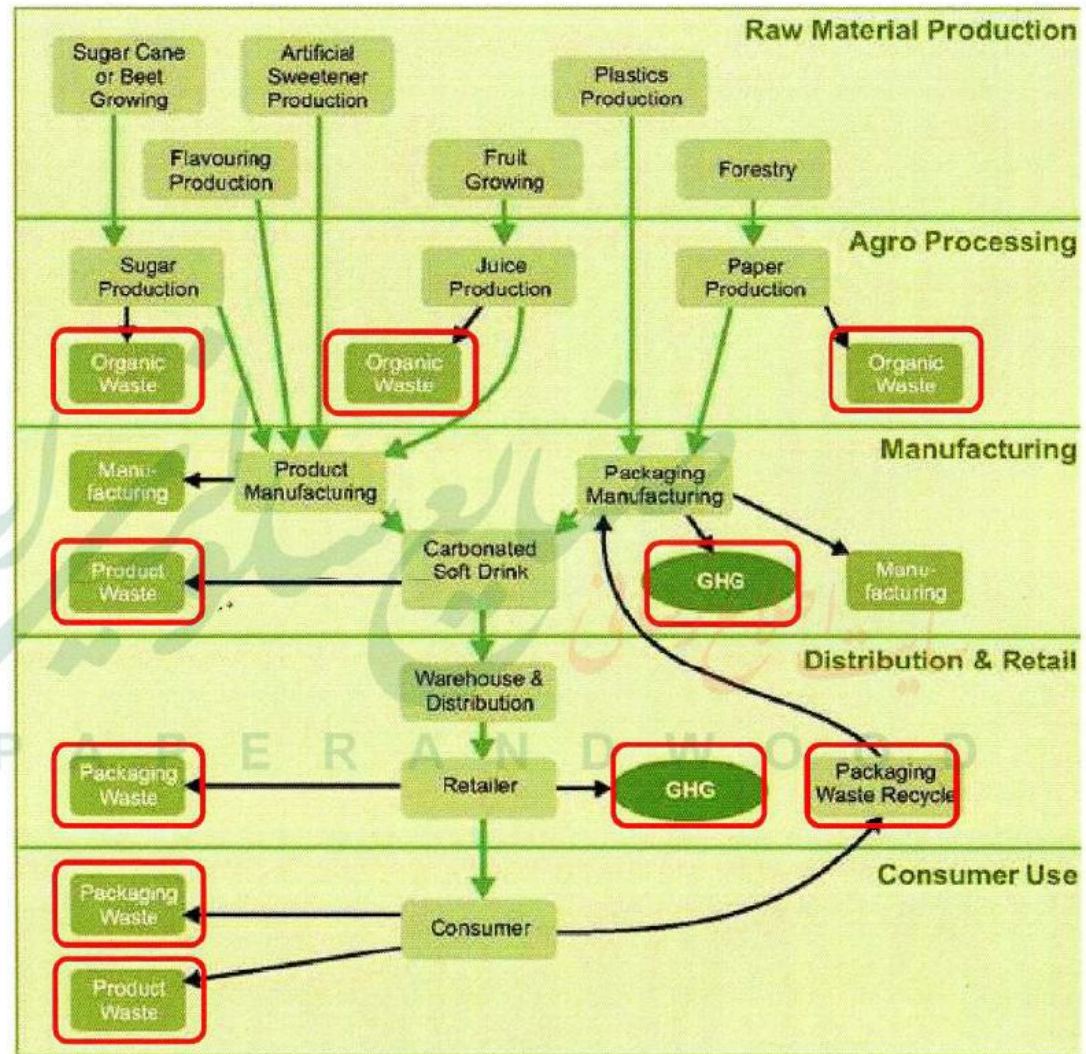 Raw Material Production
Sugar Cane
or Beet
Growing
Artificial
Sweetener
Production
Plastics
Production
Flavouring
Production
Fruit
Growing
Forestry
Agro Processing
Sugar
Production
Juice
Production
Paper
Production
Organic
Waste
Organic
Waste
Organic
Waste
Manufacturing
Manu-
facturing
Product
Manufacturing
Packaging
Manufacturing
Product
Waste
Carbonated
Soft Drink
GHG
Manu-
facturing
Distribution & Retail
Warehouse &
Distribution
PAPERANDWOOD
Packaging
Waste
Retailer
GHG
Packaging
Waste Recycle
Consumer Use
Packaging
Waste
Consumer
Product
Waste